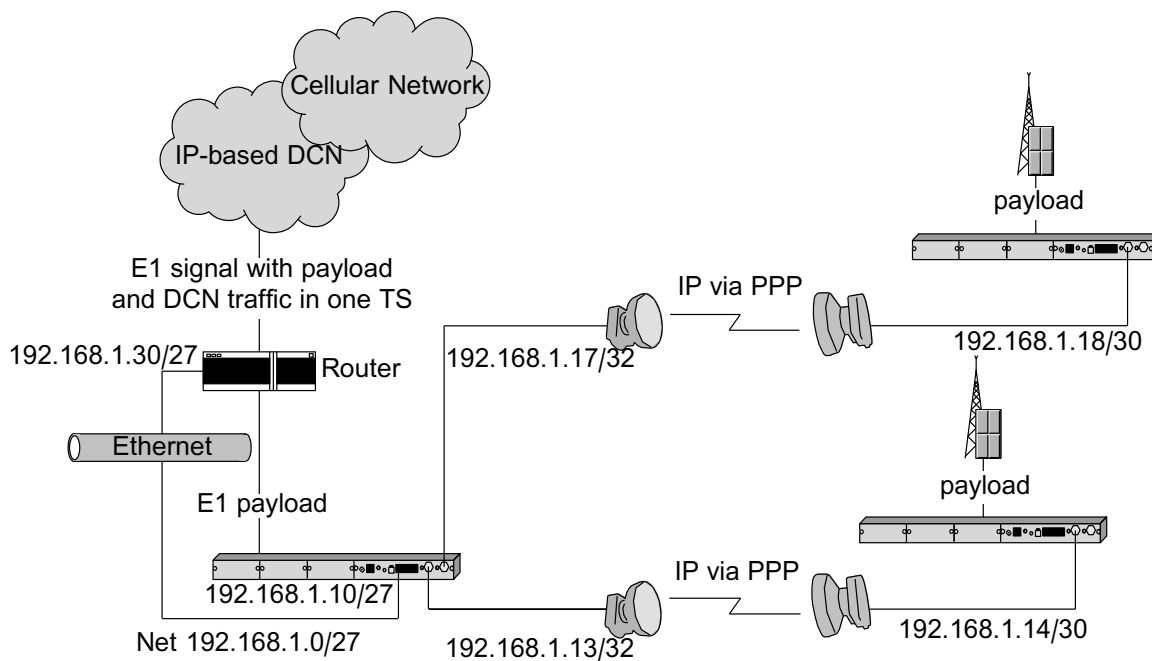 Cellular Network
IP-based DCN
payload
E1 signal with payload
and DCN traffic in one TS
IP via PPP
192.168.1.30/27
Router
192.168.1.17/32
192.168.1.18/30
Ethernet
payload
E1 payload
IP via PPP
192.168.1.10/27
Net 192.168.1.0/27
192.168.1.13/32
192.168.1.14/30